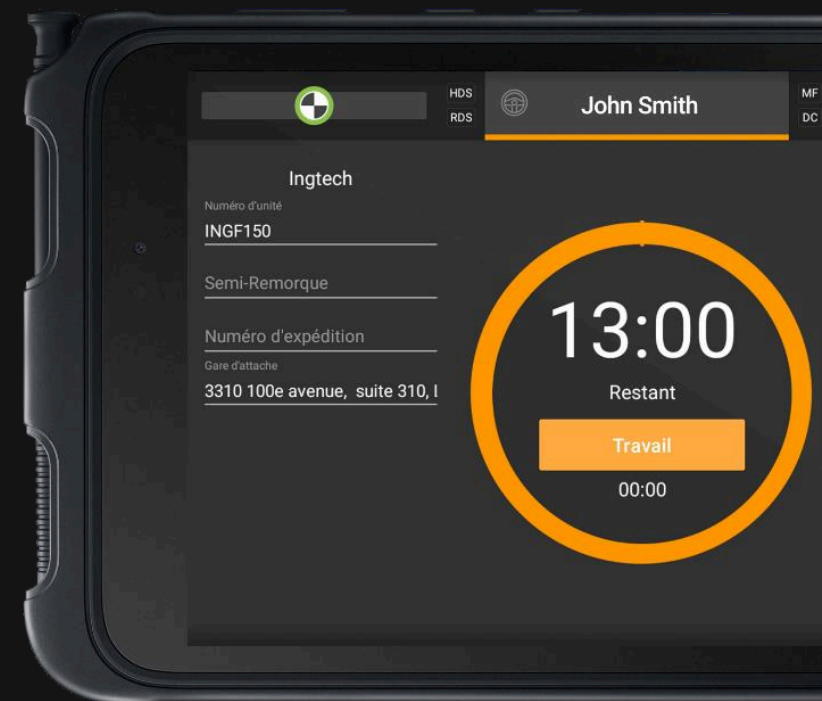 HDS
RDS
John Smith
MF
DC
Ingtech
Numéro d'unité
INGF150
Semi-Remorque
Numéro d'expédition
Gare d'attache
3310 100e avenue, suite 310,
13:00
Restant
Travail
00:00